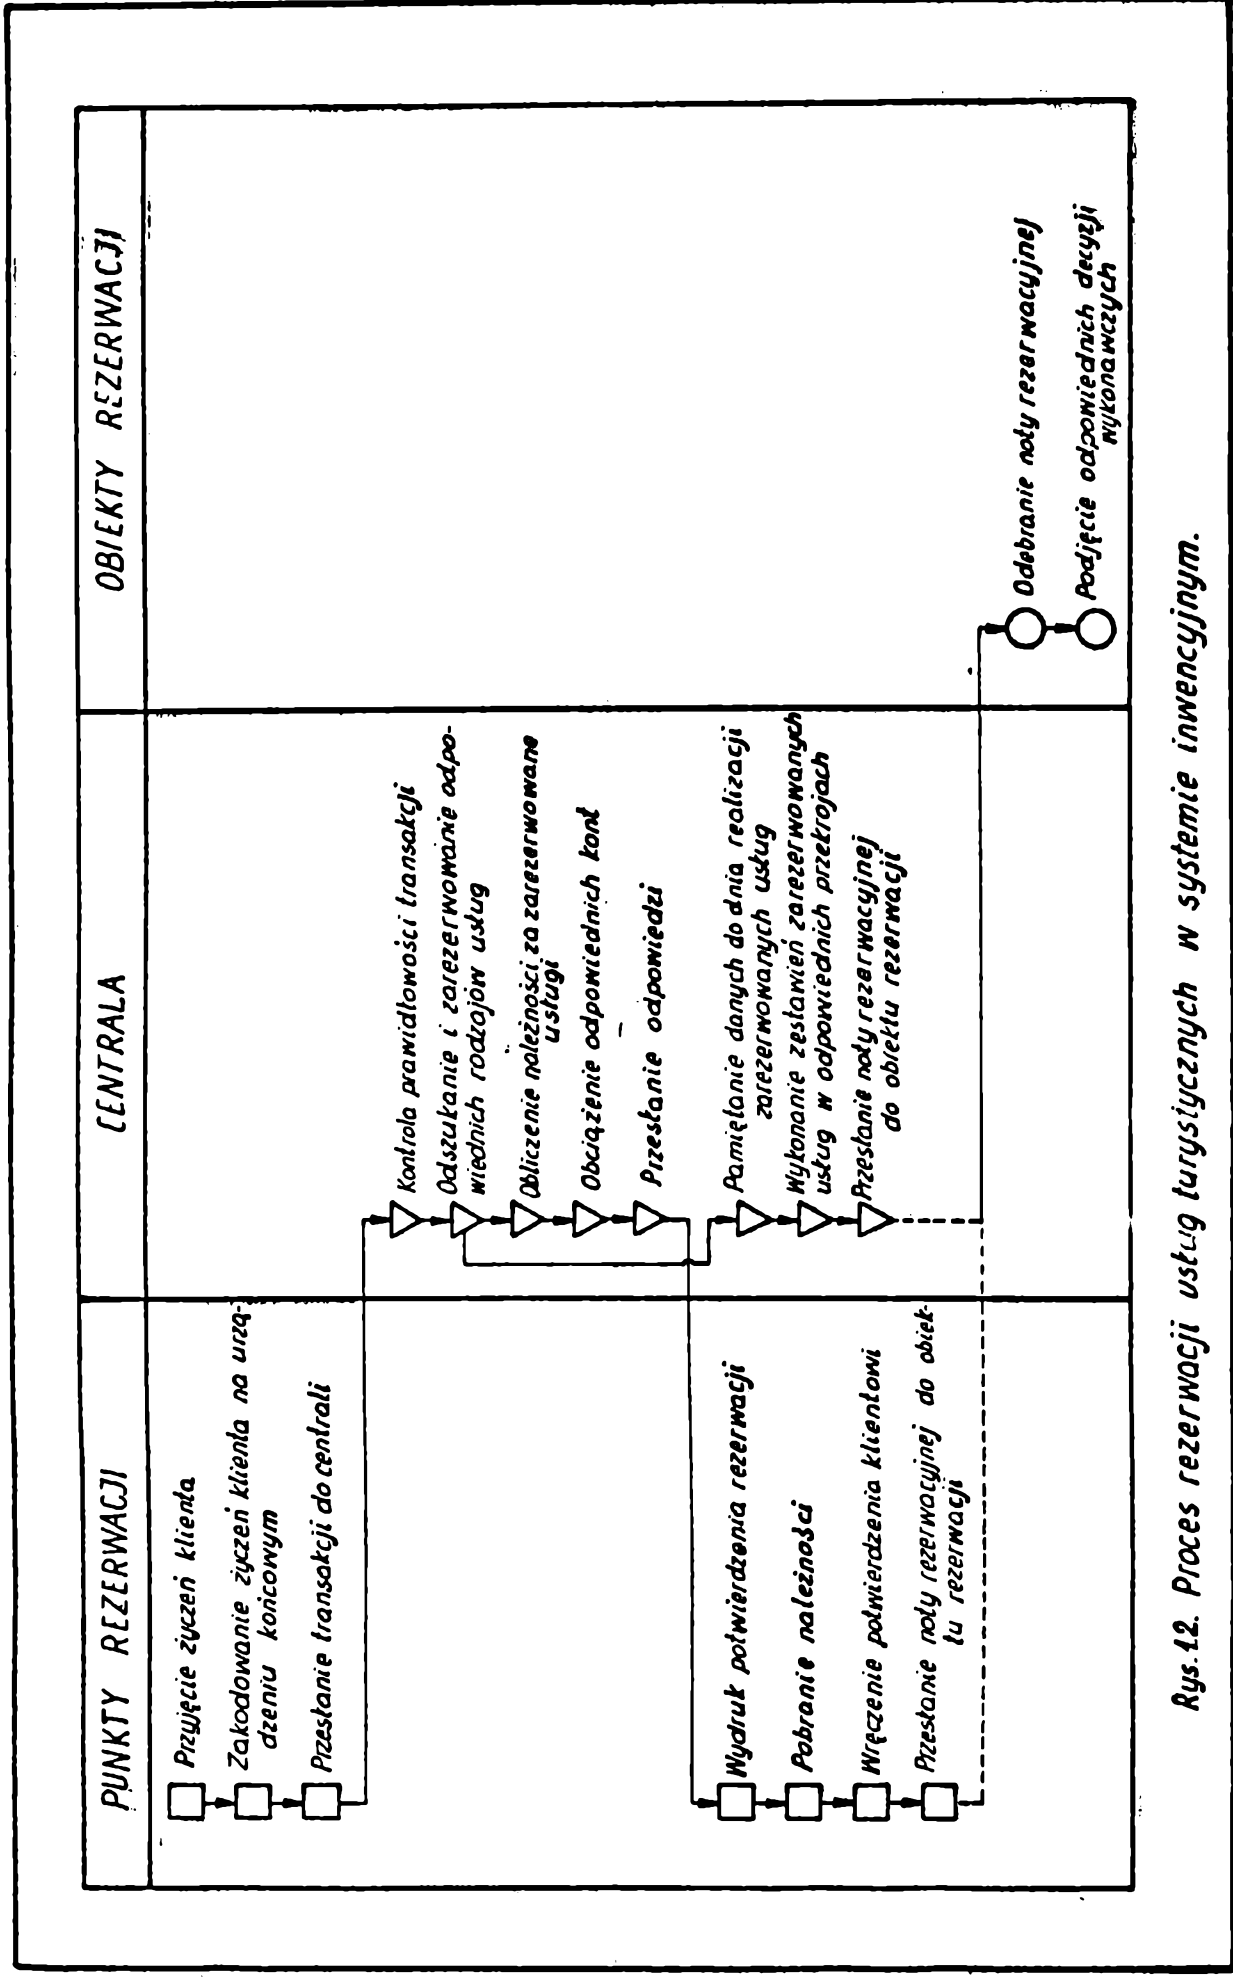 PUNKTY REZERWACJI
CENTRALA
OBIEKTY REZERWACJI
Przyjęcie życzeń klienta
Zakodowanie życzeń klienta na urzą-
dzeniu końcowym
Przesłanie transakcji do centrali
Kontrola prawidłowości transakcji
Odszukanie i zarezerwowanie odpo-
wiednich rodzajów usług
Obliczenie należności za zarezerwowane
usługi
Obciążenie odpowiednich kont
Przesłanie odpowiedzi
Wydruk potwierdzenia rezerwacji
Pobranie należności
Wręczenie potwierdzenia klientowi
Przesłanie noty rezerwacyjnej do obiek-
tu rezerwacji
Pamiętanie danych do dnia realizacji
zarezerwowanych usług
Wykonanie zestawień zarezerwowanych
usług w odpowiednich przekrojach
Przesłanie noty rezerwacyjnej
do obiektu rezerwacji
Odebranie noty rezerwacyjnej
Podjęcie odpowiednich decyzji
wykonawczych
Rys. 1.2. Proces rezerwacji usług turystycznych w systemie inwencyjnym.